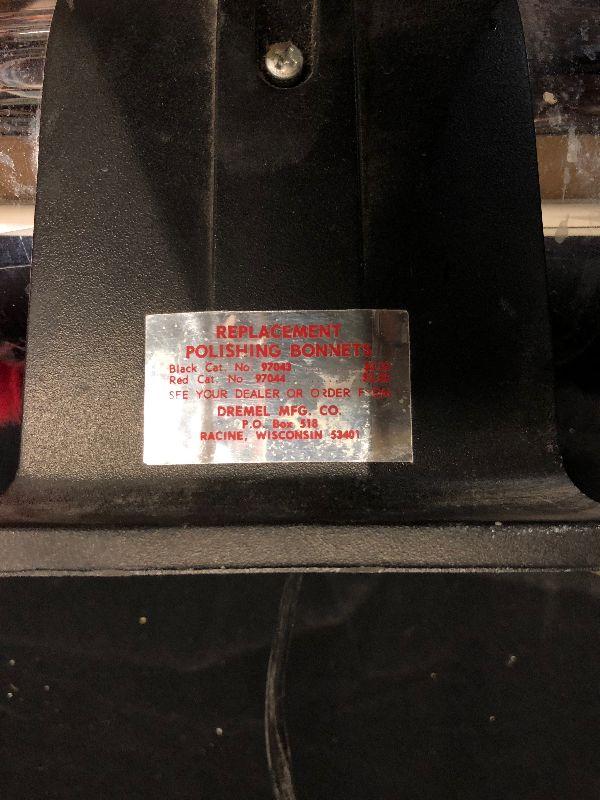 REPLACEMENT
POLISHING BONNETS
Black Cat. No. 97043
Red Cat. No 97044
SEE YOUR DEALER OR ORDER FROM
DREMEL MFG. CO.
P.O. Box 518
RACINE, WISCONSIN 53401